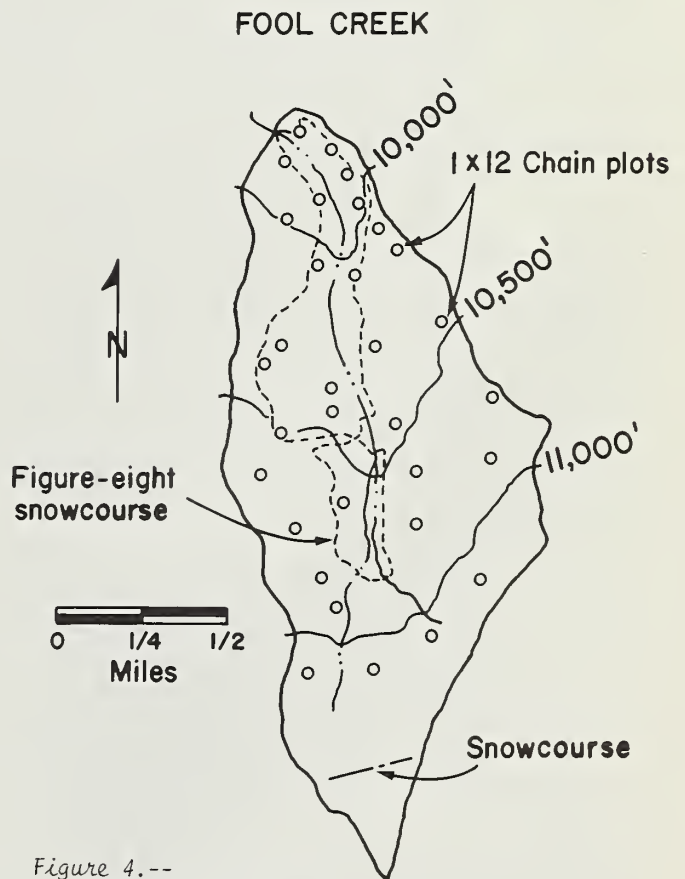 FOOL CREEK
10,000'
1 x 12 Chain plots
10,500'
N
11,000'
Figure-eight
snowcourse
0 1/4 1/2
Miles
Snowcourse
Figure 4.--